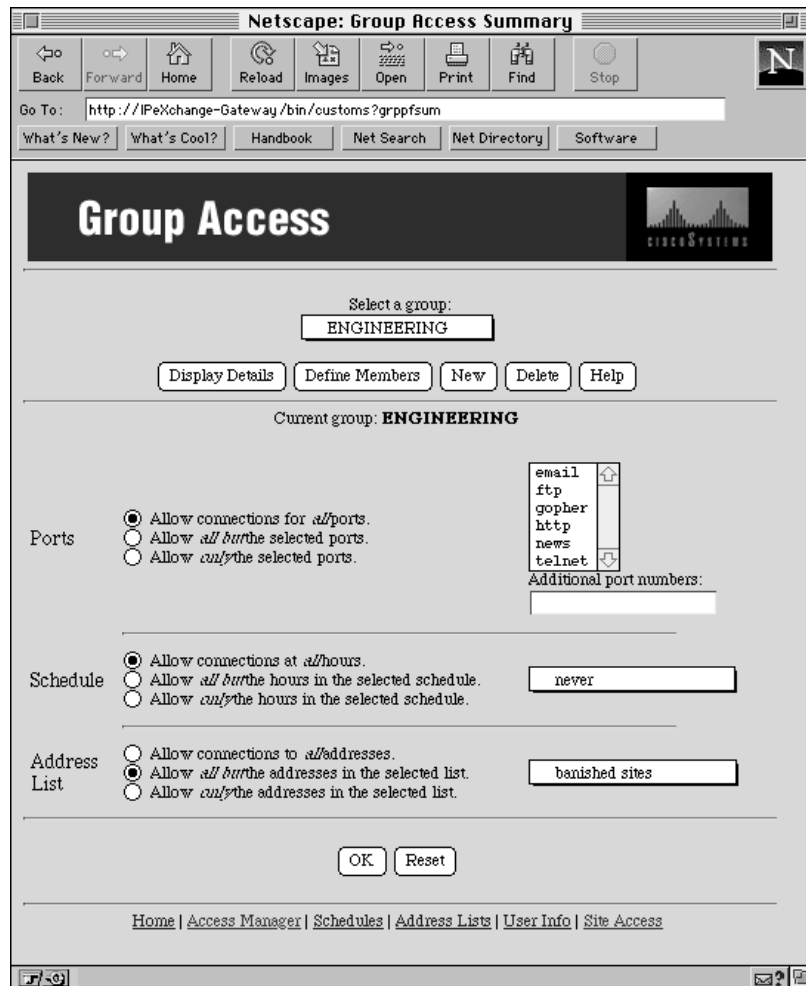 Netscape: Group Access Summary
Back Forward Home Reload Images Open Print Find Stop N
Go To: http://IPeXchange-Gateway/bin/customs?grppfsum
What's New? What's Cool? Handbook Net Search Net Directory Software
Group Access
CISCO SYSTEMS
Select a group:
ENGINEERING
Display Details Define Members New Delete Help
Current group: ENGINEERING
Ports
Allow connections for all ports.
Allow all but the selected ports.
Allow only the selected ports.
email
ftp
gopher
http
news
telnet
Additional port numbers:
Schedule
Allow connections at all hours.
Allow all but the hours in the selected schedule.
Allow only the hours in the selected schedule.
never
Address
List
Allow connections to all addresses.
Allow all but the addresses in the selected list.
Allow only the addresses in the selected list.
banished sites
OK Reset
Home | Access Manager | Schedules | Address Lists | User Info | Site Access